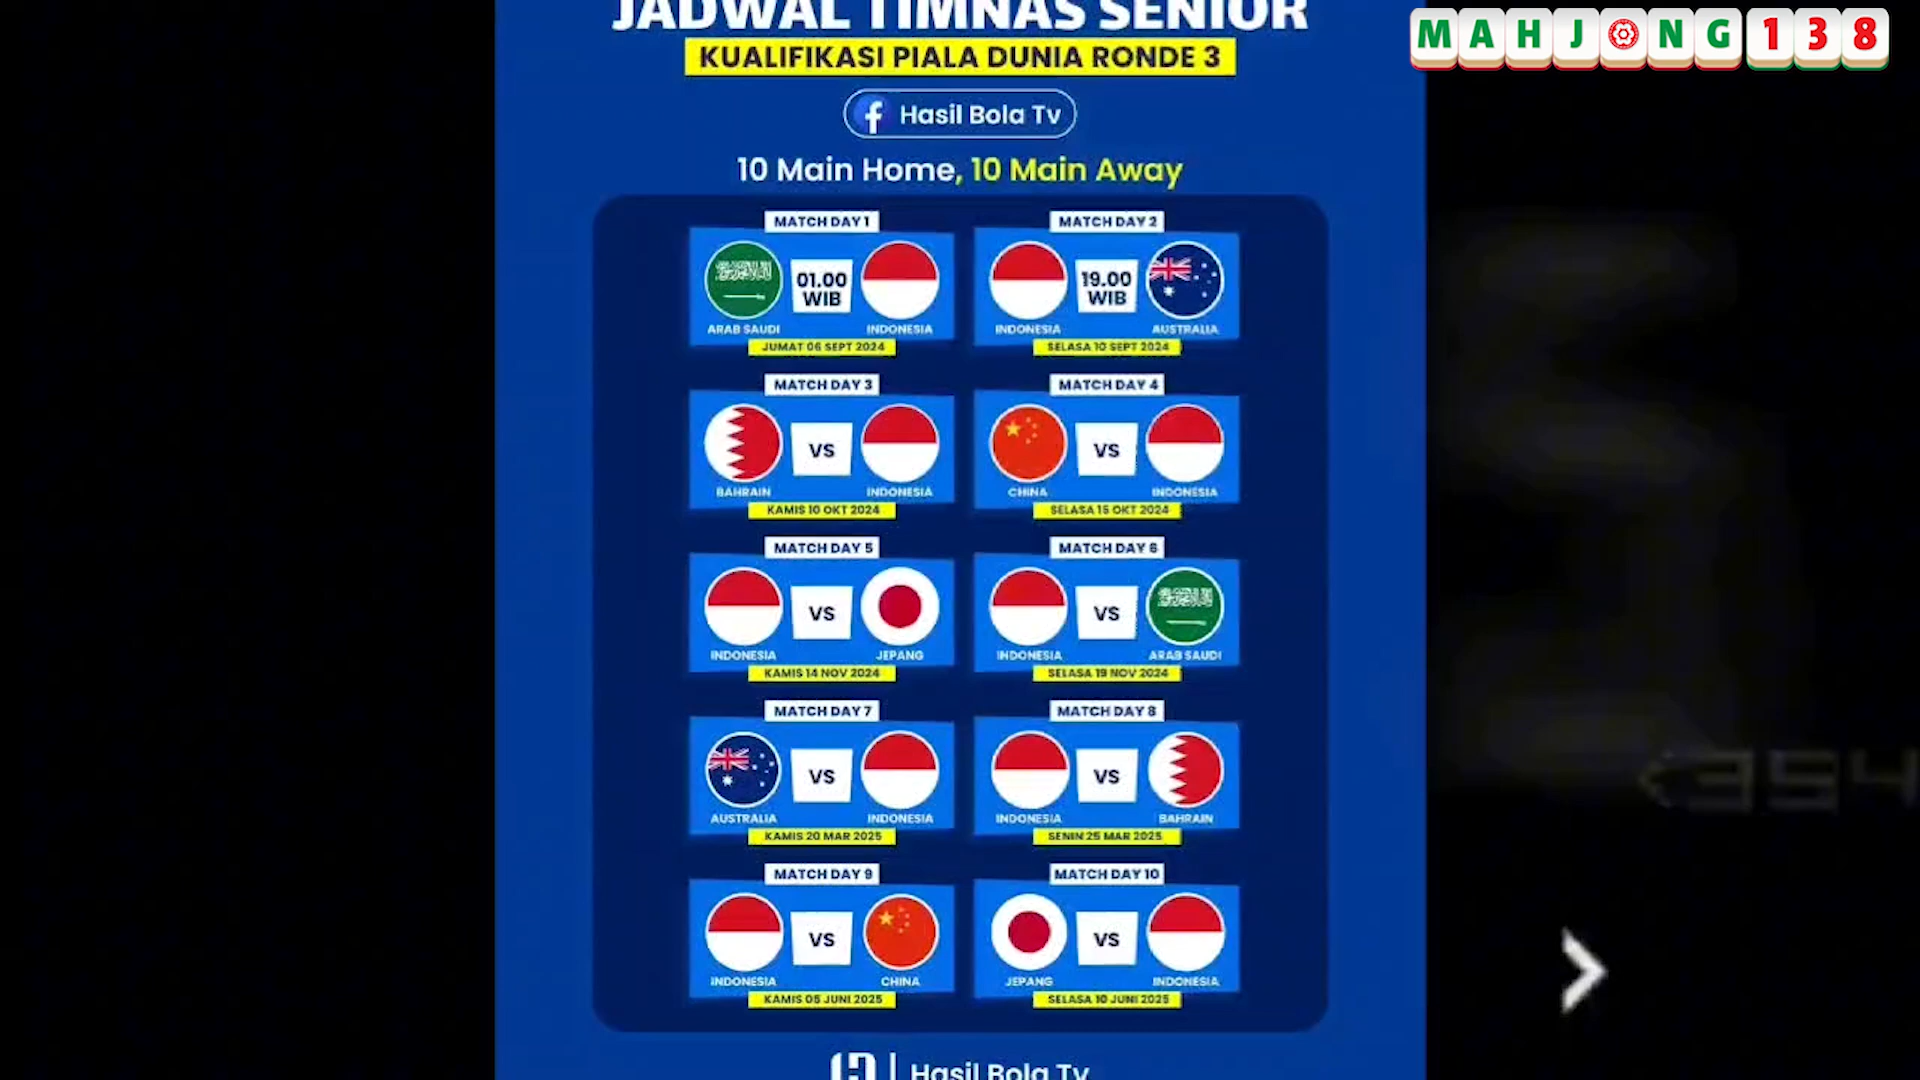 JADWAL TIMNAS SENIOR
MAHJONG138
KUALIFIKASI PIALA DUNIA RONDE 3
Hasil Bola Tv
10 Main Home, 10 Main Away
MATCH DAY 1
01.00 WIB
ARAB SAUDI
INDONESIA
JUMAT 06 SEPT 2024
MATCH DAY 2
19.00 WIB
INDONESIA
AUSTRALIA
SELASA 10 SEPT 2024
MATCH DAY 3
VS
BAHRAIN
INDONESIA
KAMIS 10 OKT 2024
MATCH DAY 4
VS
CHINA
INDONESIA
SELASA 15 OKT 2024
MATCH DAY 5
VS
INDONESIA
JEPANG
KAMIS 14 NOV 2024
MATCH DAY 6
VS
INDONESIA
ARAB SAUDI
SELASA 19 NOV 2024
MATCH DAY 7
VS
AUSTRALIA
INDONESIA
KAMIS 20 MAR 2025
MATCH DAY 8
VS
INDONESIA
BAHRAIN
SENIN 25 MAR 2025
MATCH DAY 9
VS
INDONESIA
CHINA
KAMIS 05 JUNI 2025
MATCH DAY 10
VS
JEPANG
INDONESIA
SELASA 10 JUNI 2025
Hasil Bola Tv